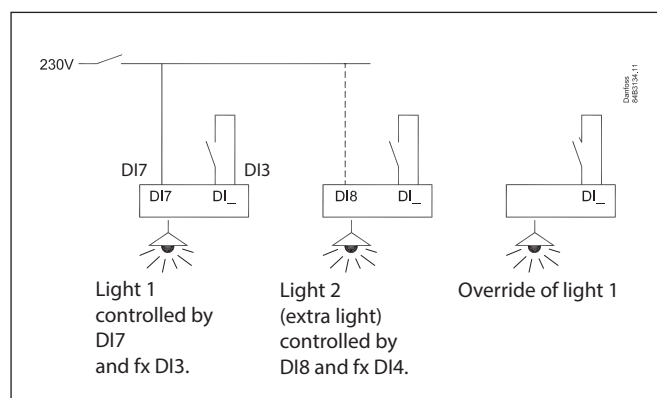 230V
Danfoss
84B3134.11
DI7
DI3
DI7
DI_
DI8
DI_
DI_
Light 1
controlled by
DI7
and fx DI3.
Light 2
(extra light)
controlled by
DI8 and fx DI4.
Override of light 1